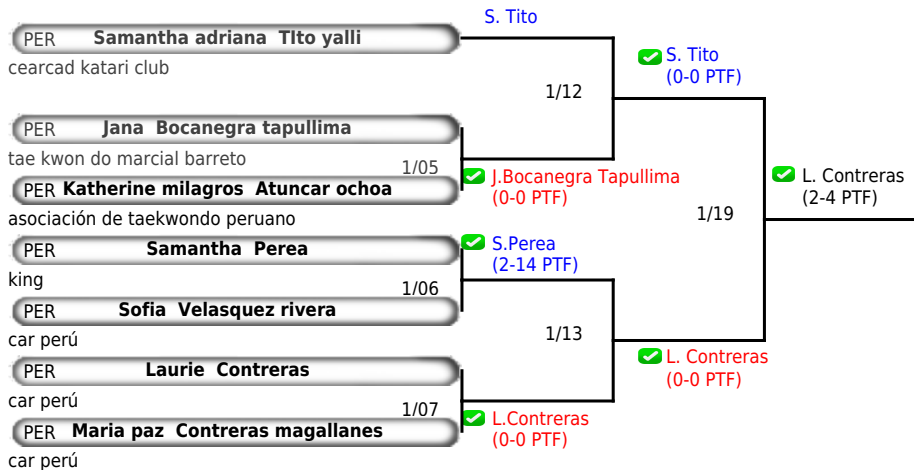 S. Tito
PER Samantha adriana TIto yalli
cearcad katari club
S. Tito
(0-0 PTF)
1/12
PER Jana Bocanegra tapullima
tae kwon do marcial barreto
1/05
PER Katherine milagros Atuncar ochoa
J.Bocanegra Tapullima
(0-0 PTF)
L. Contreras
(2-4 PTF)
asociación de taekwondo peruano
1/19
PER Samantha Perea
S.Perea
(2-14 PTF)
king
1/06
PER Sofia Velasquez rivera
car perú
1/13
PER Laurie Contreras
L. Contreras
(0-0 PTF)
car perú
1/07
PER Maria paz Contreras magallanes
L.Contreras
(0-0 PTF)
car perú